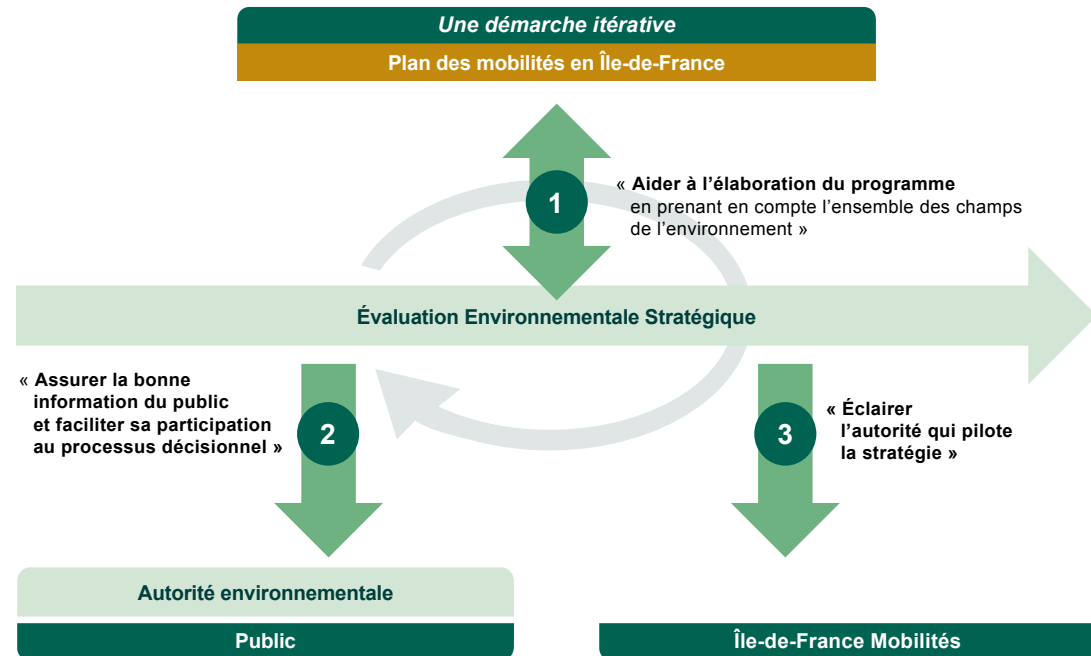 Une démarche itérative
Plan des mobilités en Île-de-France
1
« Aider à l’élaboration du programme
en prenant en compte l’ensemble des champs
de l’environnement »
Évaluation Environnementale Stratégique
« Assurer la bonne
information du public
et faciliter sa participation
au processus décisionnel »
2
3
« Éclairer
l’autorité qui pilote
la stratégie »
Autorité environnementale
Public
Île-de-France Mobilités